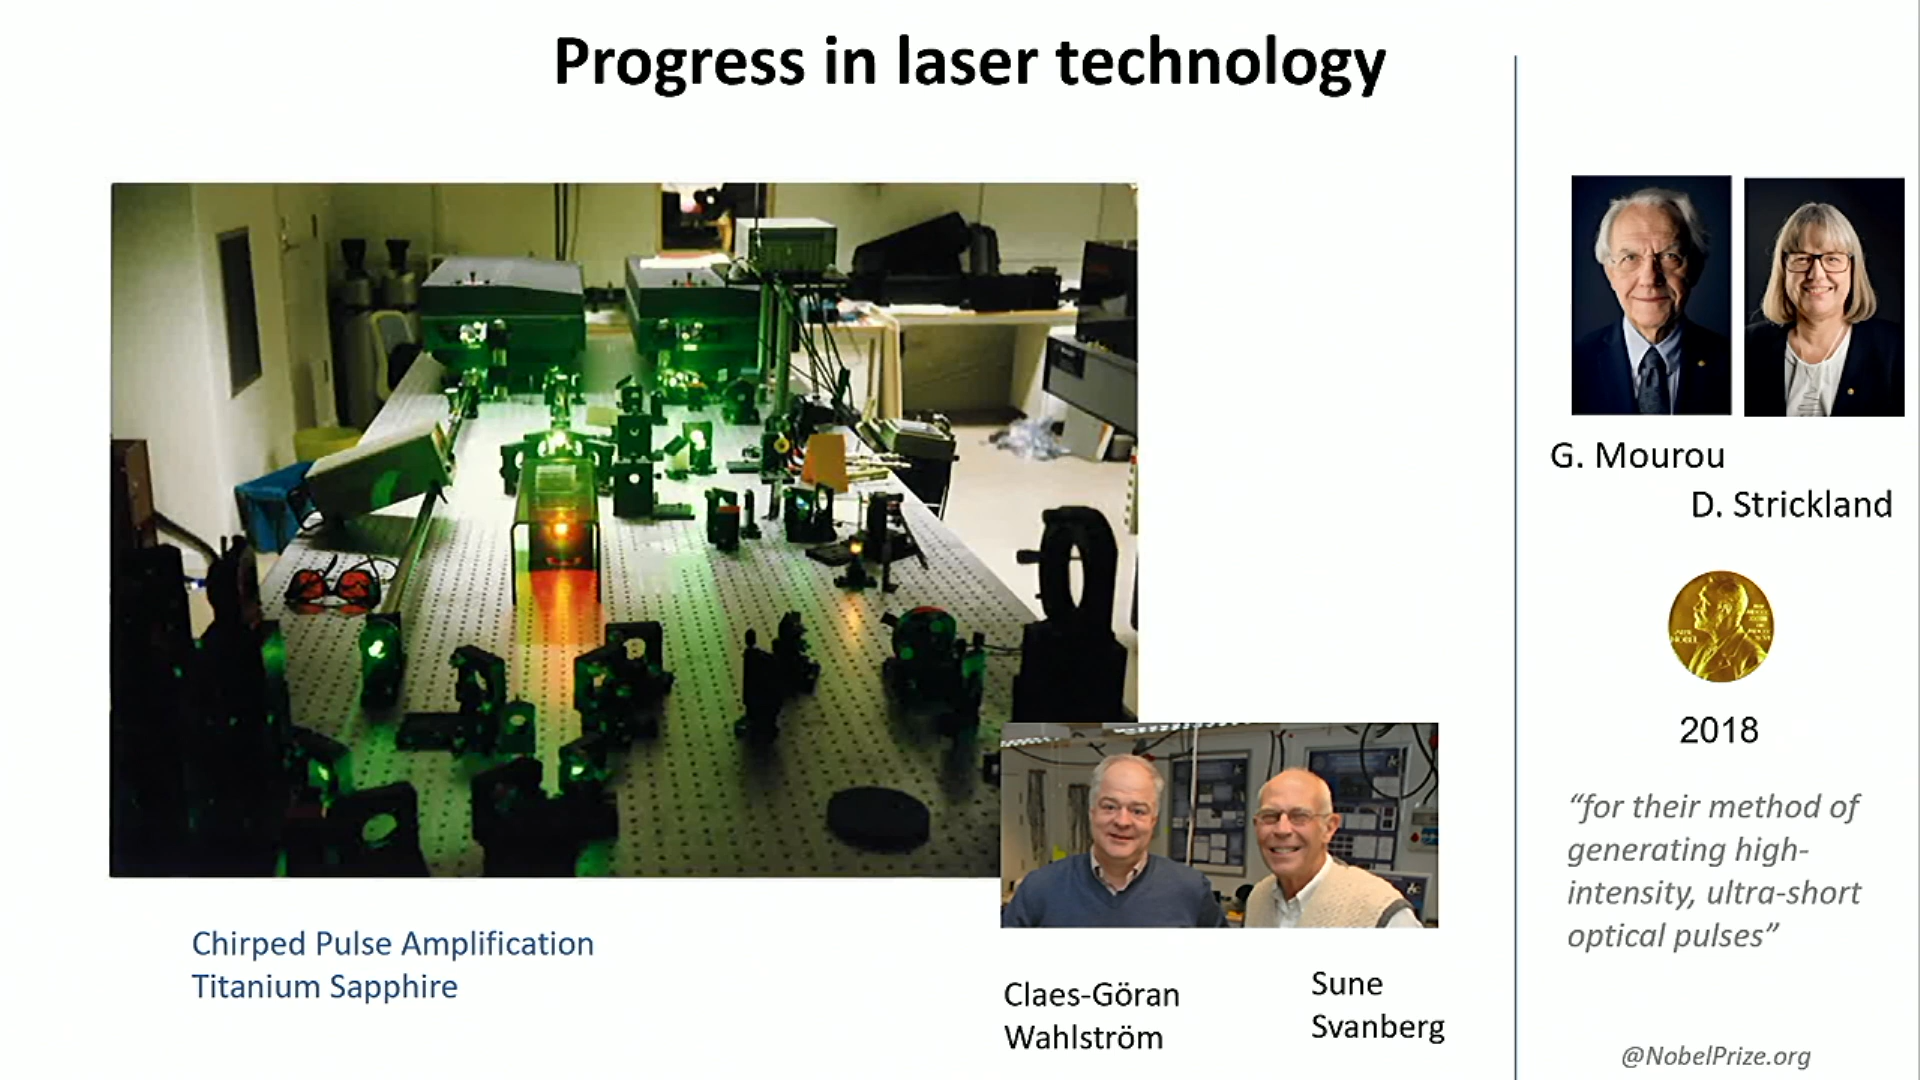 Progress in laser technology
Chirped Pulse Amplification
Titanium Sapphire
Claes-Göran
Wahlström
Sune
Svanberg
G. Mourou
D. Strickland
2018
“for their method of
generating high-
intensity, ultra-short
optical pulses”
@NobelPrize.org